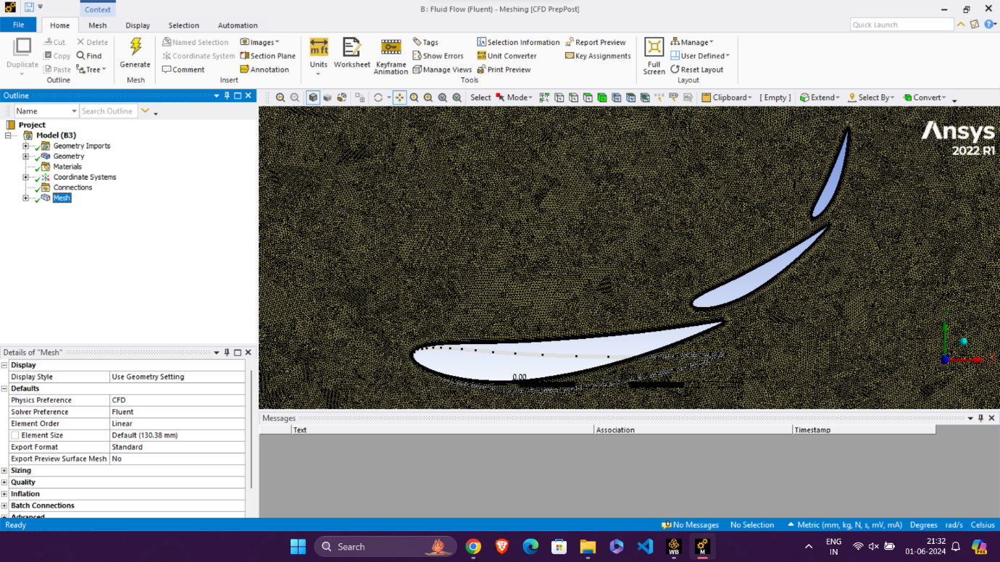 Context
B: Fluid Flow (Fluent) - Meshing [CFD PrepPost]
File Home Mesh Display Selection Automation
Quick Launch
Duplicate
Cut Delete
Copy Find
Paste Tree
Outline
Generate
Mesh
Named Selection Images
Coordinate System Section Plane
Comment Annotation
Insert
mft
Units Worksheet Keyframe Animation
Tags Selection Information Report Preview
Show Errors Unit Converter Key Assignments
Manage Views Print Preview
Tools
Full Screen
Manage
User Defined
Reset Layout
Layout
Outline
Select Mode Clipboard [ Empty ] Extend Select By Convert
Name Search Outline
Project
Model (B3)
Geometry Imports
Geometry
Materials
Coordinate Systems
Connections
Mesh
Ansys
2022 R1
0.00
Details of "Mesh"
Display
Display Style Use Geometry Setting
Defaults
Physics Preference CFD
Solver Preference Fluent
Element Order Linear
Element Size Default (130.38 mm)
Export Format Standard
Export Preview Surface Mesh No
Sizing
Quality
Inflation
Batch Connections
Advanced
Messages
Text Association Timestamp
Ready No Messages No Selection Metric (mm, kg, N, s, mV, mA) Degrees rad/s Celsius
Search
WB
M
ENG
IN
21:32
01-06-2024
PRE